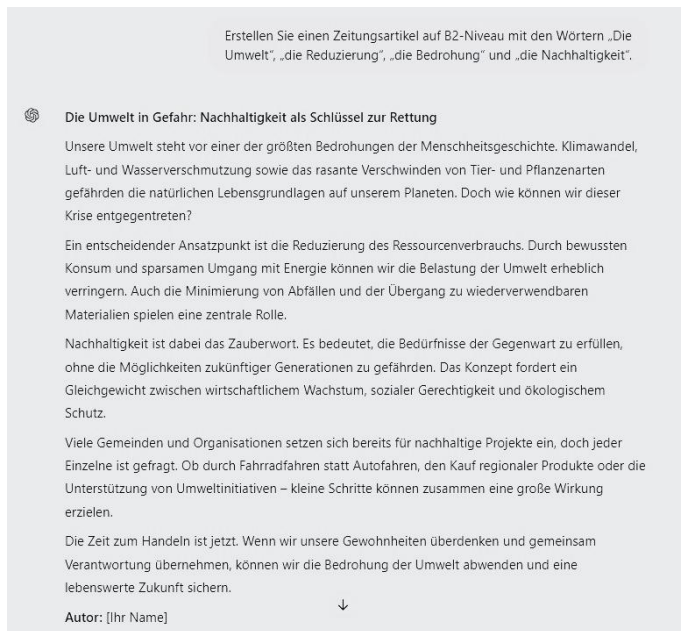 Erstellen Sie einen Zeitungsartikel auf B2-Niveau mit den Wörtern „Die
Umwelt“, „die Reduzierung“, „die Bedrohung“ und „die Nachhaltigkeit“.
Die Umwelt in Gefahr: Nachhaltigkeit als Schlüssel zur Rettung
Unsere Umwelt steht vor einer der größten Bedrohungen der Menschheitsgeschichte. Klimawandel,
Luft- und Wasserverschmutzung sowie das rasante Verschwinden von Tier- und Pflanzenarten
gefährden die natürlichen Lebensgrundlagen auf unserem Planeten. Doch wie können wir dieser
Krise entgegentreten?
Ein entscheidender Ansatzpunkt ist die Reduzierung des Ressourcenverbrauchs. Durch bewussten
Konsum und sparsamen Umgang mit Energie können wir die Belastung der Umwelt erheblich
verringern. Auch die Minimierung von Abfällen und der Übergang zu wiederverwendbaren
Materialien spielen eine zentrale Rolle.
Nachhaltigkeit ist dabei das Zauberwort. Es bedeutet, die Bedürfnisse der Gegenwart zu erfüllen,
ohne die Möglichkeiten zukünftiger Generationen zu gefährden. Das Konzept fordert ein
Gleichgewicht zwischen wirtschaftlichem Wachstum, sozialer Gerechtigkeit und ökologischem
Schutz.
Viele Gemeinden und Organisationen setzen sich bereits für nachhaltige Projekte ein, doch jeder
Einzelne ist gefragt. Ob durch Fahrradfahren statt Autofahren, den Kauf regionaler Produkte oder die
Unterstützung von Umweltinitiativen – kleine Schritte können zusammen eine große Wirkung
erzielen.
Die Zeit zum Handeln ist jetzt. Wenn wir unsere Gewohnheiten überdenken und gemeinsam
Verantwortung übernehmen, können wir die Bedrohung der Umwelt abwenden und eine
lebenswerte Zukunft sichern.
Autor: [Ihr Name]